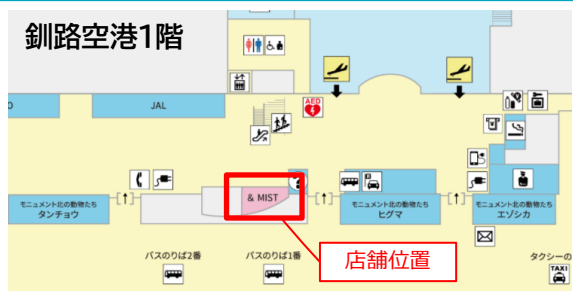 釧路空港1階
AED
JAL
& MIST
?
モニュメント北の動物たち
タンチョウ
モニュメント北の動物たち
ヒグマ
モニュメント北の動物たち
エゾシカ
バスのりば2番
バスのりば1番
店舗位置
タクシーの
TAXI